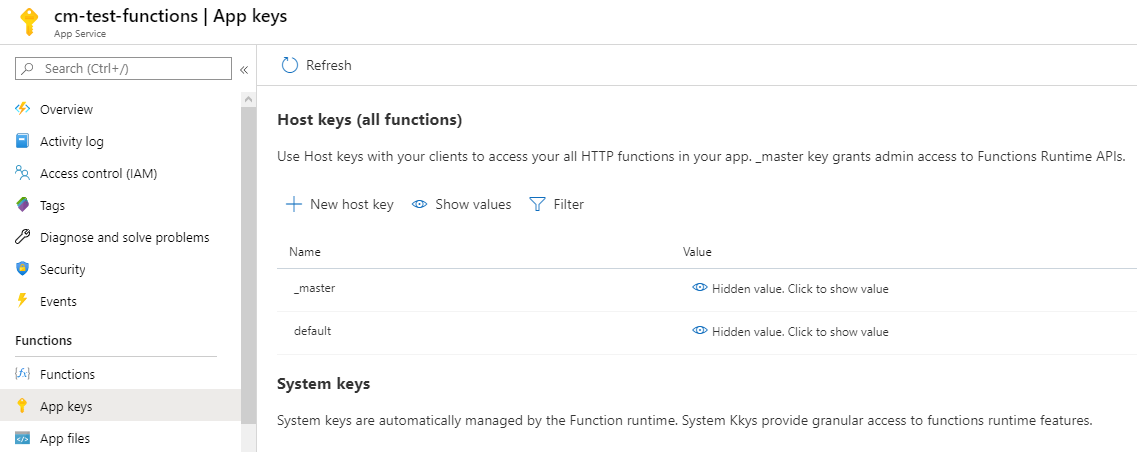 cm-test-functions | App keys
App Service
Search (Ctrl+/)
«
Overview
Activity log
Access control (IAM)
Tags
Diagnose and solve problems
Security
Events
Functions
Functions
App keys
App files
Refresh
Host keys (all functions)
Use Host keys with your clients to access your all HTTP functions in your app. _master key grants admin access to Functions Runtime APIs.
New host key Show values Filter
Name Value
_master Hidden value. Click to show value
default Hidden value. Click to show value
System keys
System keys are automatically managed by the Function runtime. System Kkys provide granular access to functions runtime features.